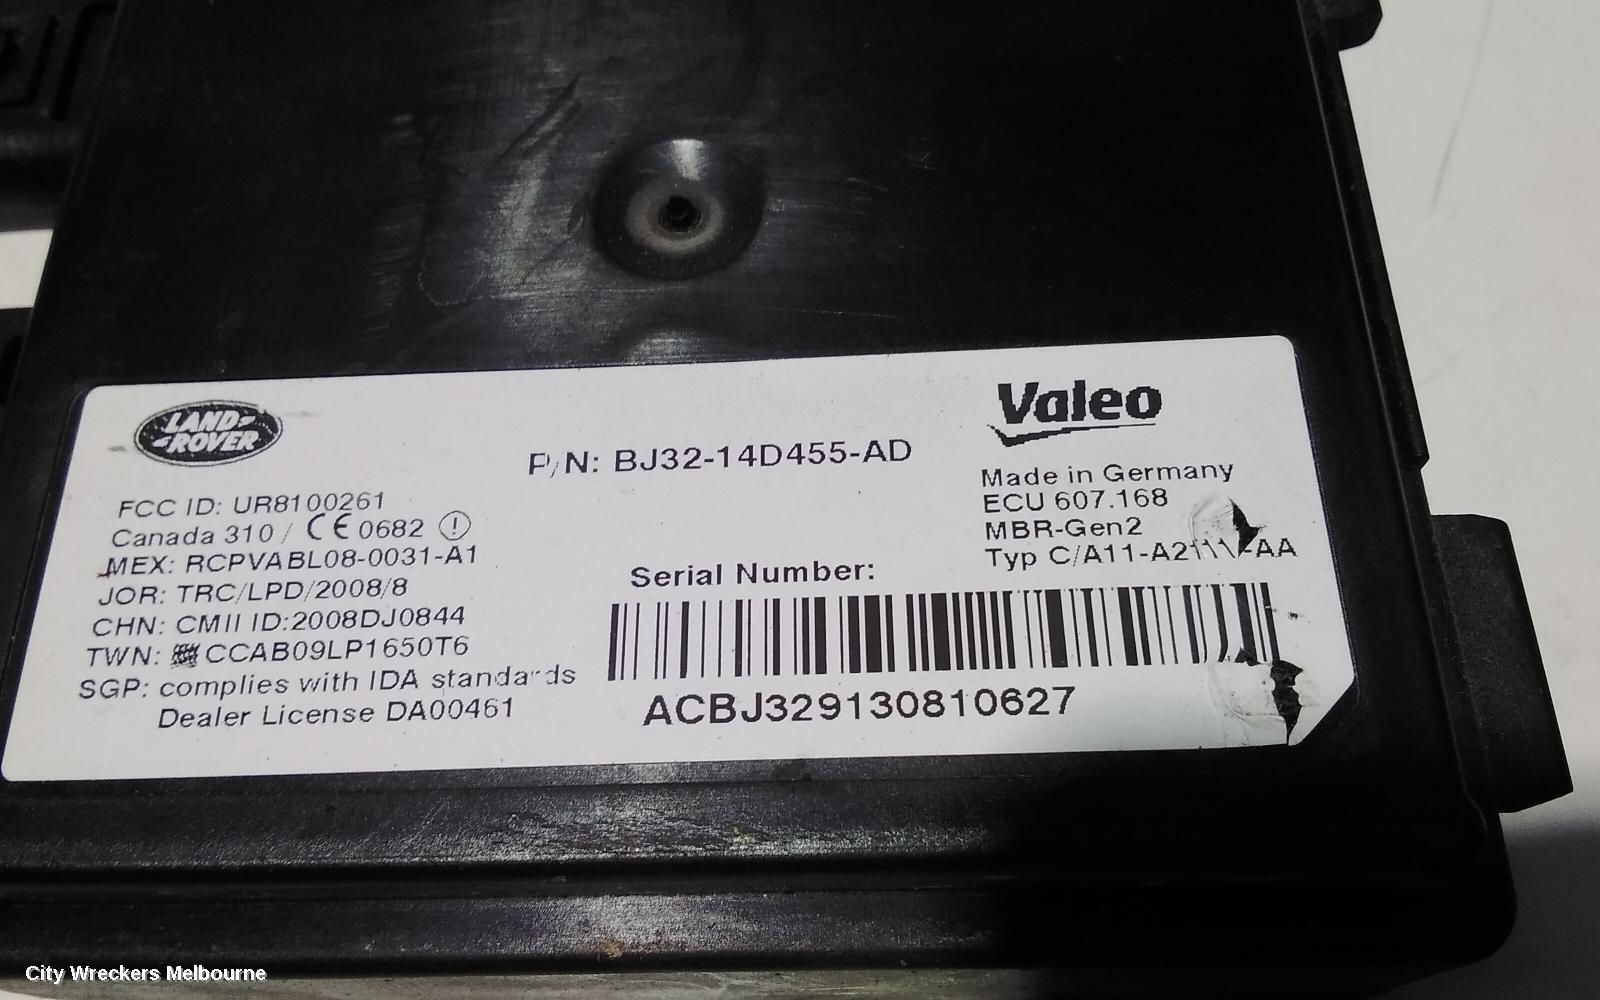 LAND ROVER
P/N: BJ32-14D455-AD
Valeo
FCC ID: UR8100261
Canada 310 / CE 0682
MEX: RCPVABL08-0031-A1
JOR: TRC/LPD/2008/8
CHN: CMII ID:2008DJ0844
TWN: CCAB09LP1650T6
SGP: complies with IDA standards
Dealer License DA00461
Made in Germany
ECU 607.168
MBR-Gen2
Typ
Serial Number:
ACBJ329130810627
City Wreckers Melbourne